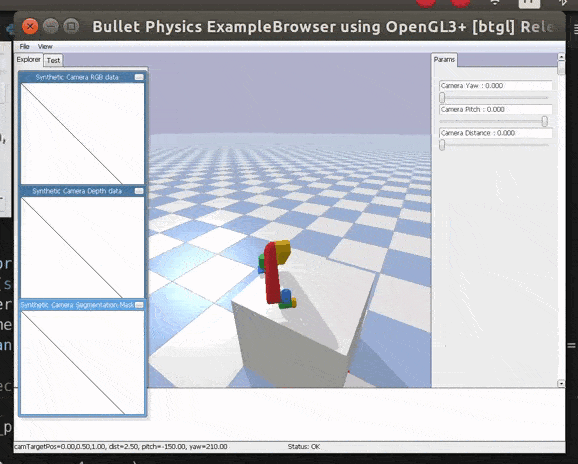 Bullet Physics ExampleBrowser using OpenGL3+ [btgl] Rele
File View
Explorer Test
Params
Synthetic Camera RGB data
Camera Yaw : 0.000
Camera Pitch : 0.000
Camera Distance : 0.000
Synthetic Camera Depth data
Synthetic Camera Segmentation Mask
camTargetPos=0.00,0.50,1.00, dist=2.50, pitch=-150.00, yaw=210.00
Status: OK